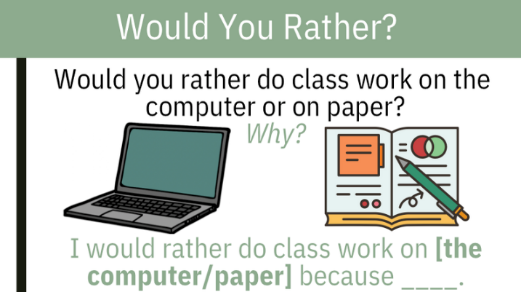 Would You Rather?
Would you rather do class work on the
computer or on paper?
Why?
I would rather do class work on [the
computer/paper] because ____.